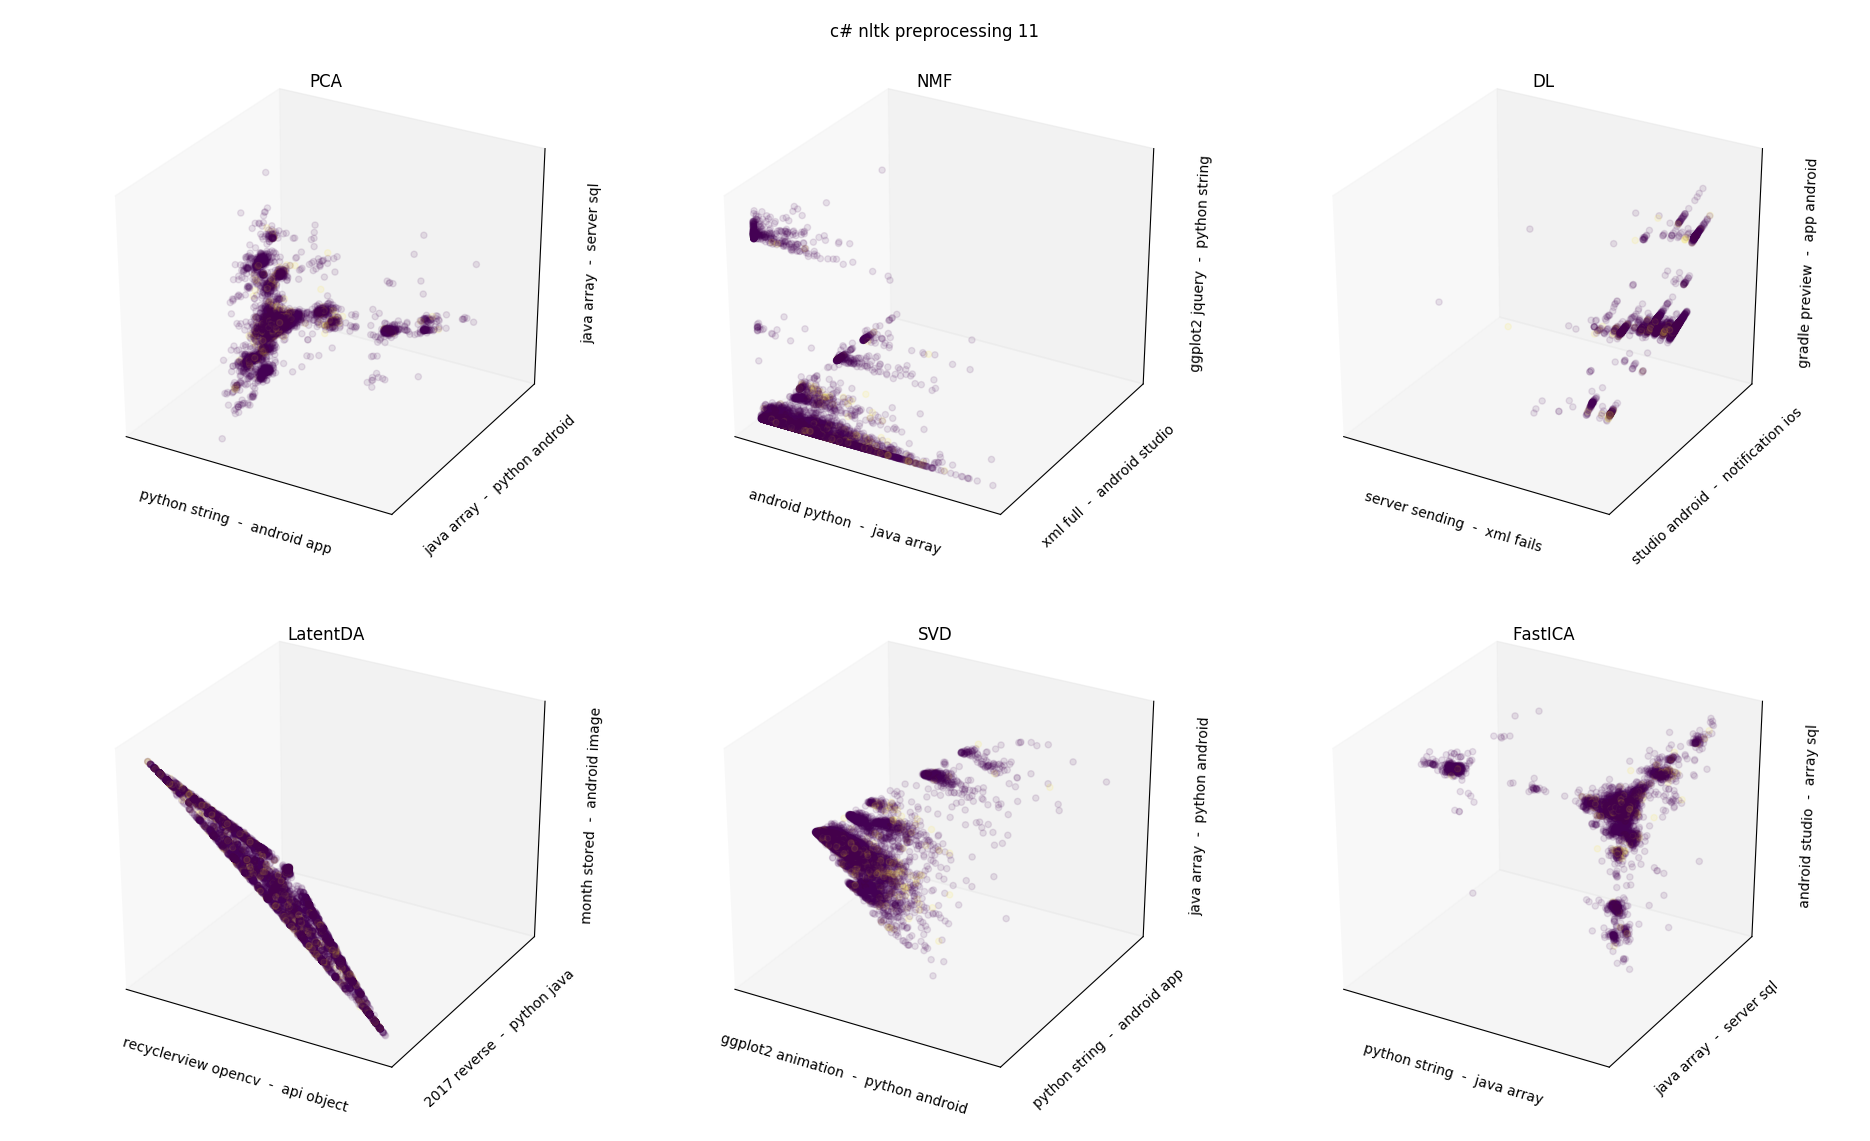 c# nltk preprocessing 11
PCA
java array - server sql
java array - python android
python string - android app
NMF
ggplot2 jquery - python string
xml full - android studio
android python - java array
DL
gradle preview - app android
studio android - notification ios
server sending - xml fails
LatentDA
month stored - android image
2017 reverse - python java
recyclerview opencv - api object
SVD
java array - python android
python string - android app
ggplot2 animation - python android
FastICA
android studio - array sql
java array - server sql
python string - java array